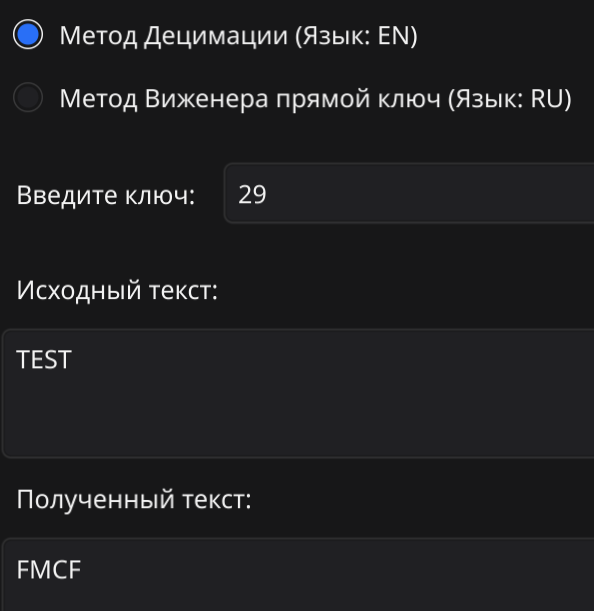 Метод Децимации (Язык: EN)
Метод Виженера прямой ключ (Язык: RU)
Введите ключ: 29
Исходный текст:
TEST
Полученный текст:
FMCF